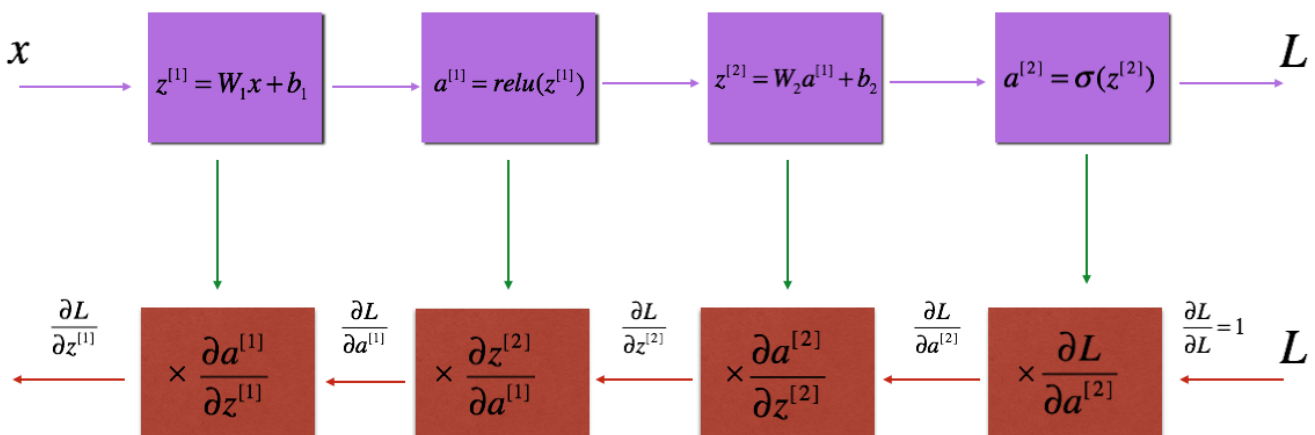 x
z^{[1]} = W_1 x + b_1
a^{[1]} = relu(z^{[1]})
z^{[2]} = W_2 a^{[1]} + b_2
a^{[2]} = σ(z^{[2]})
L
∂L/∂z^{[1]}
× ∂a^{[1]}/∂z^{[1]}
∂L/∂a^{[1]}
× ∂z^{[2]}/∂a^{[1]}
∂L/∂z^{[2]}
× ∂a^{[2]}/∂z^{[2]}
∂L/∂a^{[2]}
× ∂L/∂a^{[2]}
∂L/∂L = 1
L